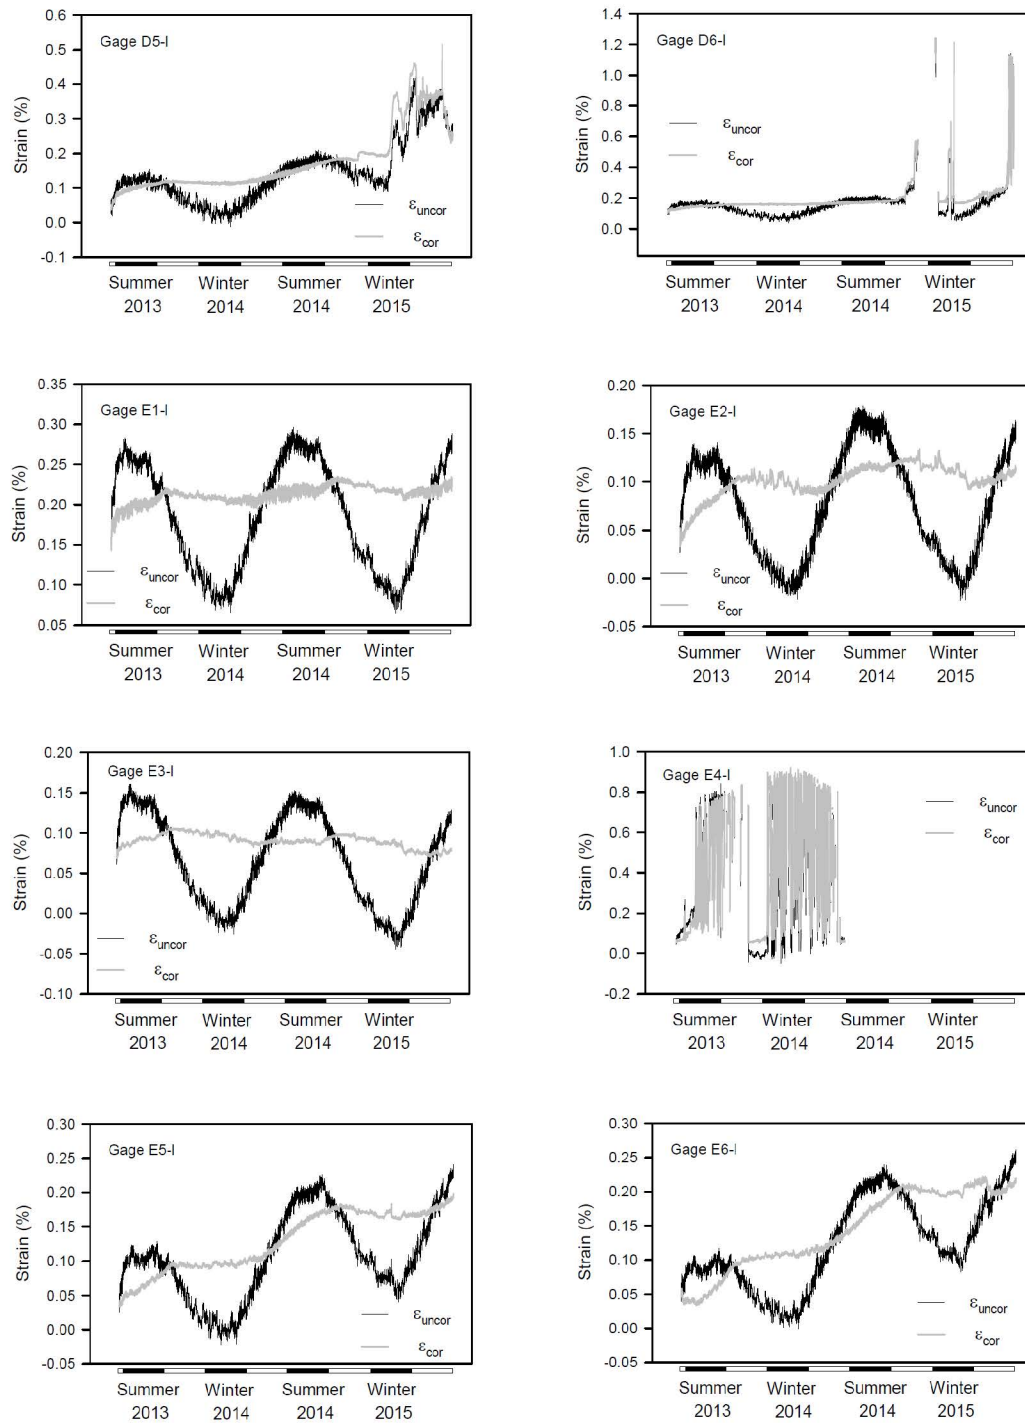 Gage D5-I
Strain (%)
0.6
0.5
0.4
0.3
0.2
0.1
0.0
-0.1
εuncor
εcor
Summer Winter Summer Winter
2013 2014 2014 2015
Gage D6-I
Strain (%)
1.4
1.2
1.0
0.8
0.6
0.4
0.2
0.0
εuncor
εcor
Summer Winter Summer Winter
2013 2014 2014 2015
Gage E1-I
Strain (%)
0.35
0.30
0.25
0.20
0.15
0.10
0.05
εuncor
εcor
Summer Winter Summer Winter
2013 2014 2014 2015
Gage E2-I
Strain (%)
0.20
0.15
0.10
0.05
0.00
-0.05
εuncor
εcor
Summer Winter Summer Winter
2013 2014 2014 2015
Gage E3-I
Strain (%)
0.20
0.15
0.10
0.05
0.00
-0.05
-0.10
εuncor
εcor
Summer Winter Summer Winter
2013 2014 2014 2015
Gage E4-I
Strain (%)
1.0
0.8
0.6
0.4
0.2
0.0
-0.2
εuncor
εcor
Summer Winter Summer Winter
2013 2014 2014 2015
Gage E5-I
Strain (%)
0.30
0.25
0.20
0.15
0.10
0.05
0.00
-0.05
εuncor
εcor
Summer Winter Summer Winter
2013 2014 2014 2015
Gage E6-I
Strain (%)
0.30
0.25
0.20
0.15
0.10
0.05
0.00
-0.05
εuncor
εcor
Summer Winter Summer Winter
2013 2014 2014 2015